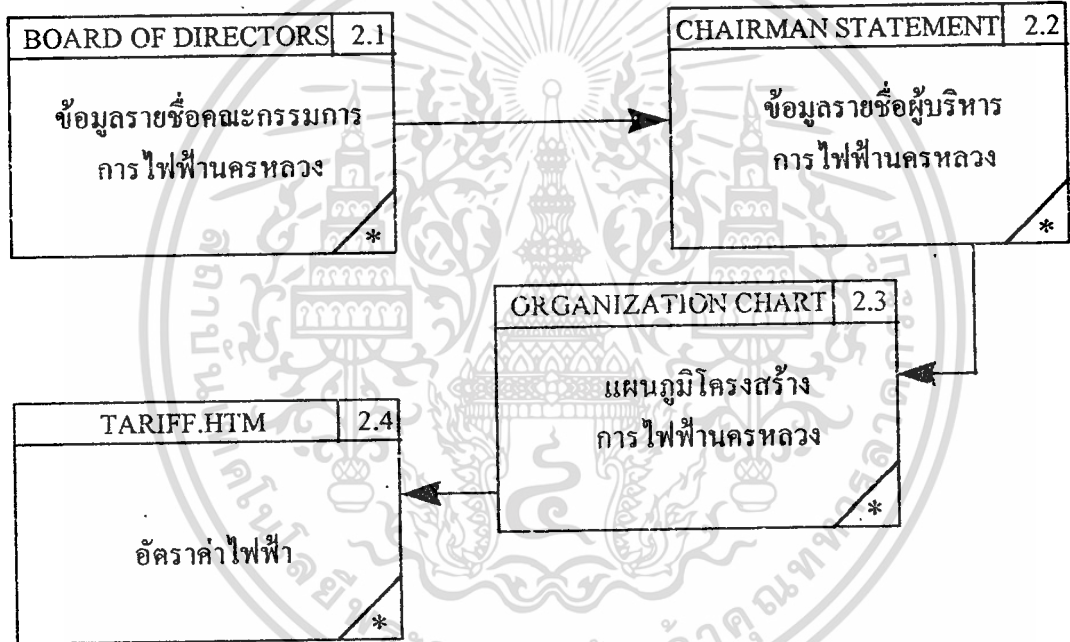 BOARD OF DIRECTORS 2.1
ข้อมูลรายชื่อคณะกรรมการ
การไฟฟ้านครหลวง
*
CHAIRMAN STATEMENT 2.2
ข้อมูลรายชื่อผู้บริหาร
การไฟฟ้านครหลวง
*
ORGANIZATION CHART 2.3
แผนภูมิโครงสร้าง
การไฟฟ้านครหลวง
*
TARIFF.HTM 2.4
อัตราค่าไฟฟ้า
*